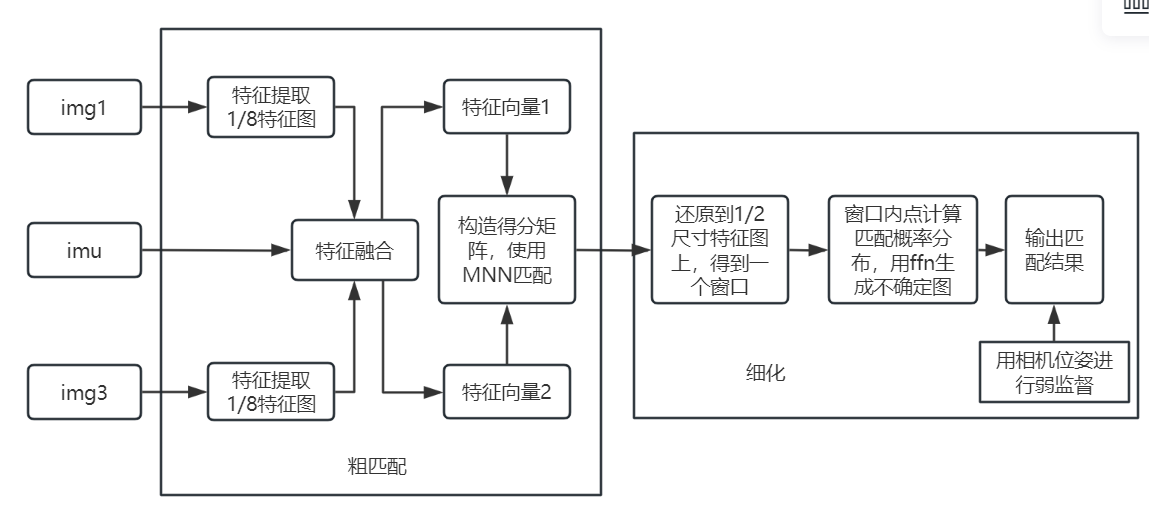 img1
特征提取
1/8特征图
特征向量1
imu
特征融合
构造得分矩
阵，使用
MNN匹配
img3
特征提取
1/8特征图
特征向量2
粗匹配
还原到1/2
尺寸特征图
上，得到一
个窗口
窗口内点计算
匹配概率分
布，用ffn生
成不确定图
输出匹
配结果
用相机位姿进
行弱监督
细化